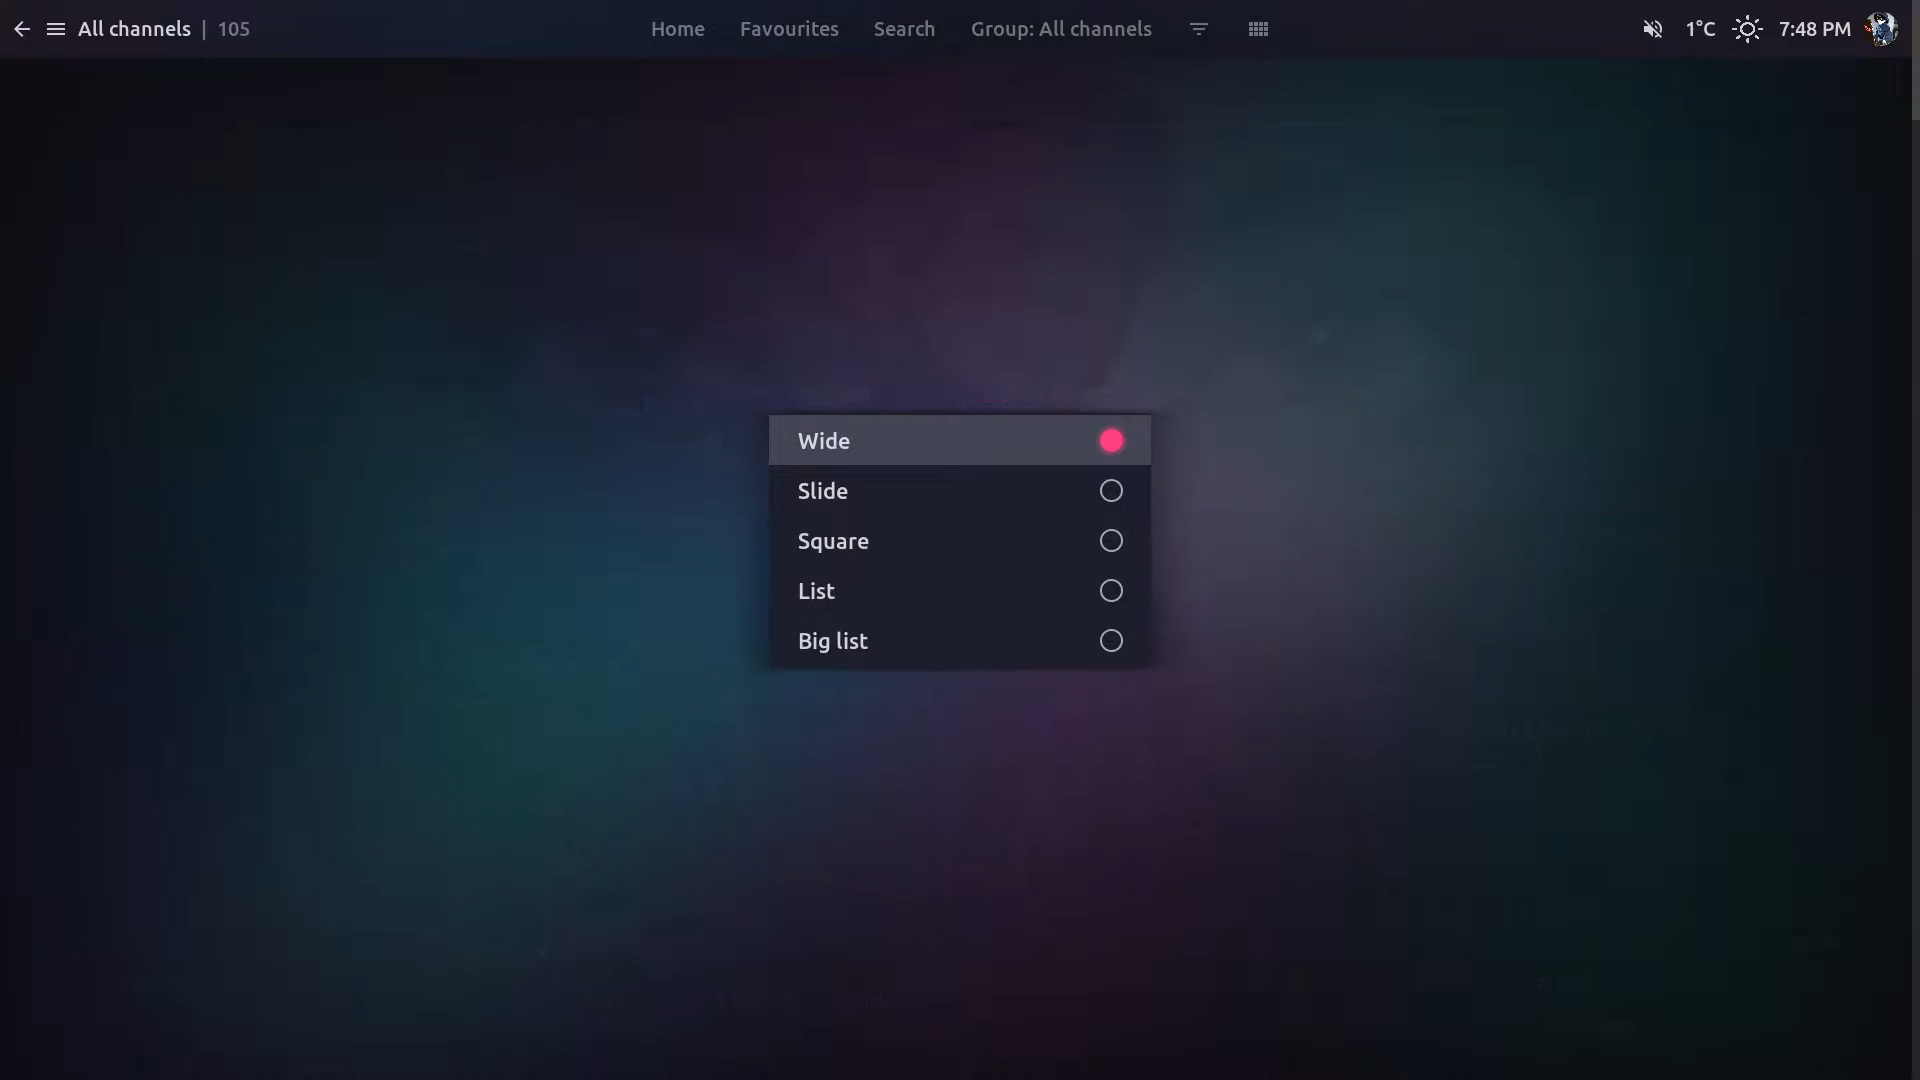 All channels | 105
Home Favourites Search Group: All channels
1°C 7:48 PM
Wide
Slide
Square
List
Big list